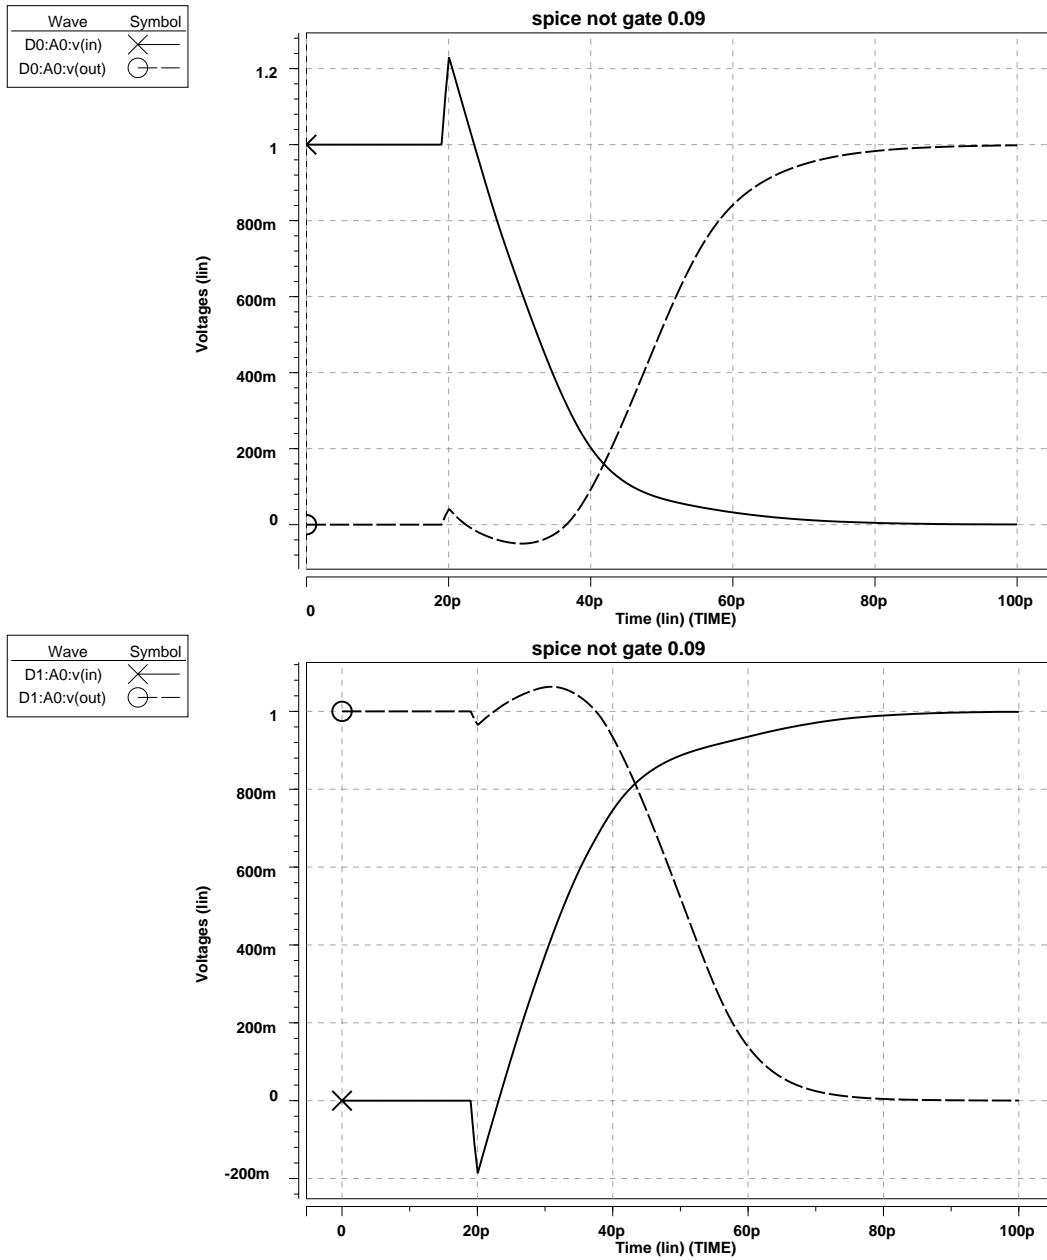 spice not gate 0.09
Wave Symbol
D0:A0:v(in)
D0:A0:v(out)
Voltages (lin)
1.2
1
800m
600m
400m
200m
0
0 20p 40p 60p 80p 100p
Time (lin) (TIME)
spice not gate 0.09
Wave Symbol
D1:A0:v(in)
D1:A0:v(out)
Voltages (lin)
1
800m
600m
400m
200m
0
-200m
0 20p 40p 60p 80p 100p
Time (lin) (TIME)